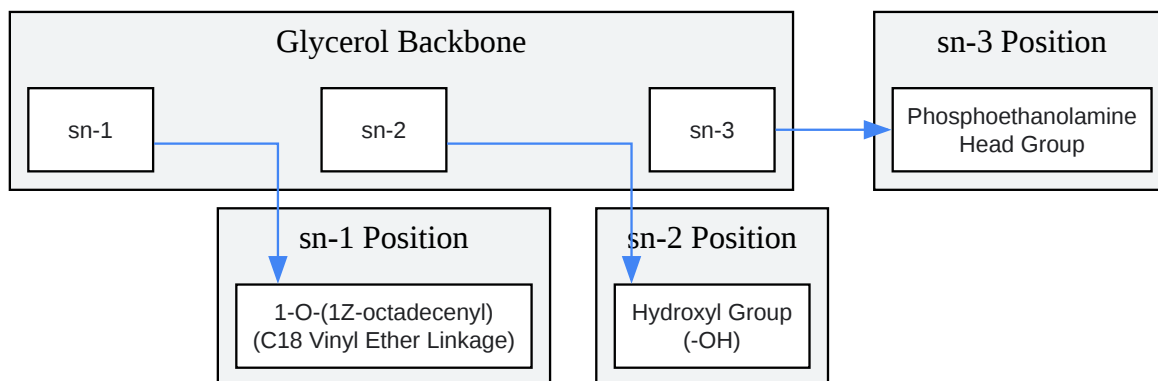 Glycerol Backbone
sn-1
sn-2
sn-3
sn-3 Position
Phosphoethanolamine
Head Group
sn-1 Position
1-O-(1Z-octadecenyl)
(C18 Vinyl Ether Linkage)
sn-2 Position
Hydroxyl Group
(-OH)